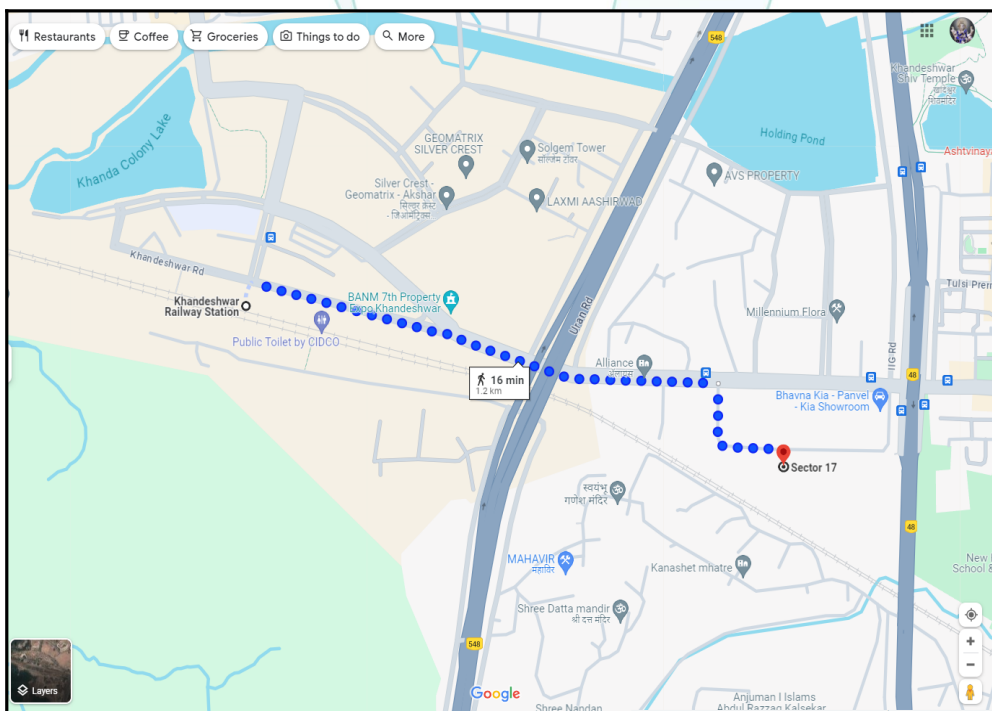 Restaurants
Coffee
Groceries
Things to do
More
548
Khandeshwar
Shiv Temple
Ashtvinay
Holding Pond
Khanda Colony Lake
GEOMATRIX
SILVER CREST
Solgem Tower
सॉल्जेम टॉवर
AVS PROPERTY
Silver Crest -
Geomatrix - Akshar
सिल्वर क्रेस्ट
- जिओमॅट्रिक्स
LAXMI AASHIRWAD
Khandeshwar Rd
Tulsi Prem
Khandeshwar
Railway Station
BANM 7th Property
Expo Khandeshwar
Uran Rd
Millennium Flora
Public Toilet by CIDCO
IIG Rd
Alliance
16 min
1.2 km
48
Bhavna Kia - Panvel
- Kia Showroom
Sector 17
स्वयंभू
गणेश मंदिर
48
MAHAVIR
महाविर
Kanashet mhatre
New
School &
Shree Datta mandir
श्री दत्त मंदिर
548
Layers
Google
Anjuman I Islams
Abdul Razzaq Kalsekar
Shree Nandan